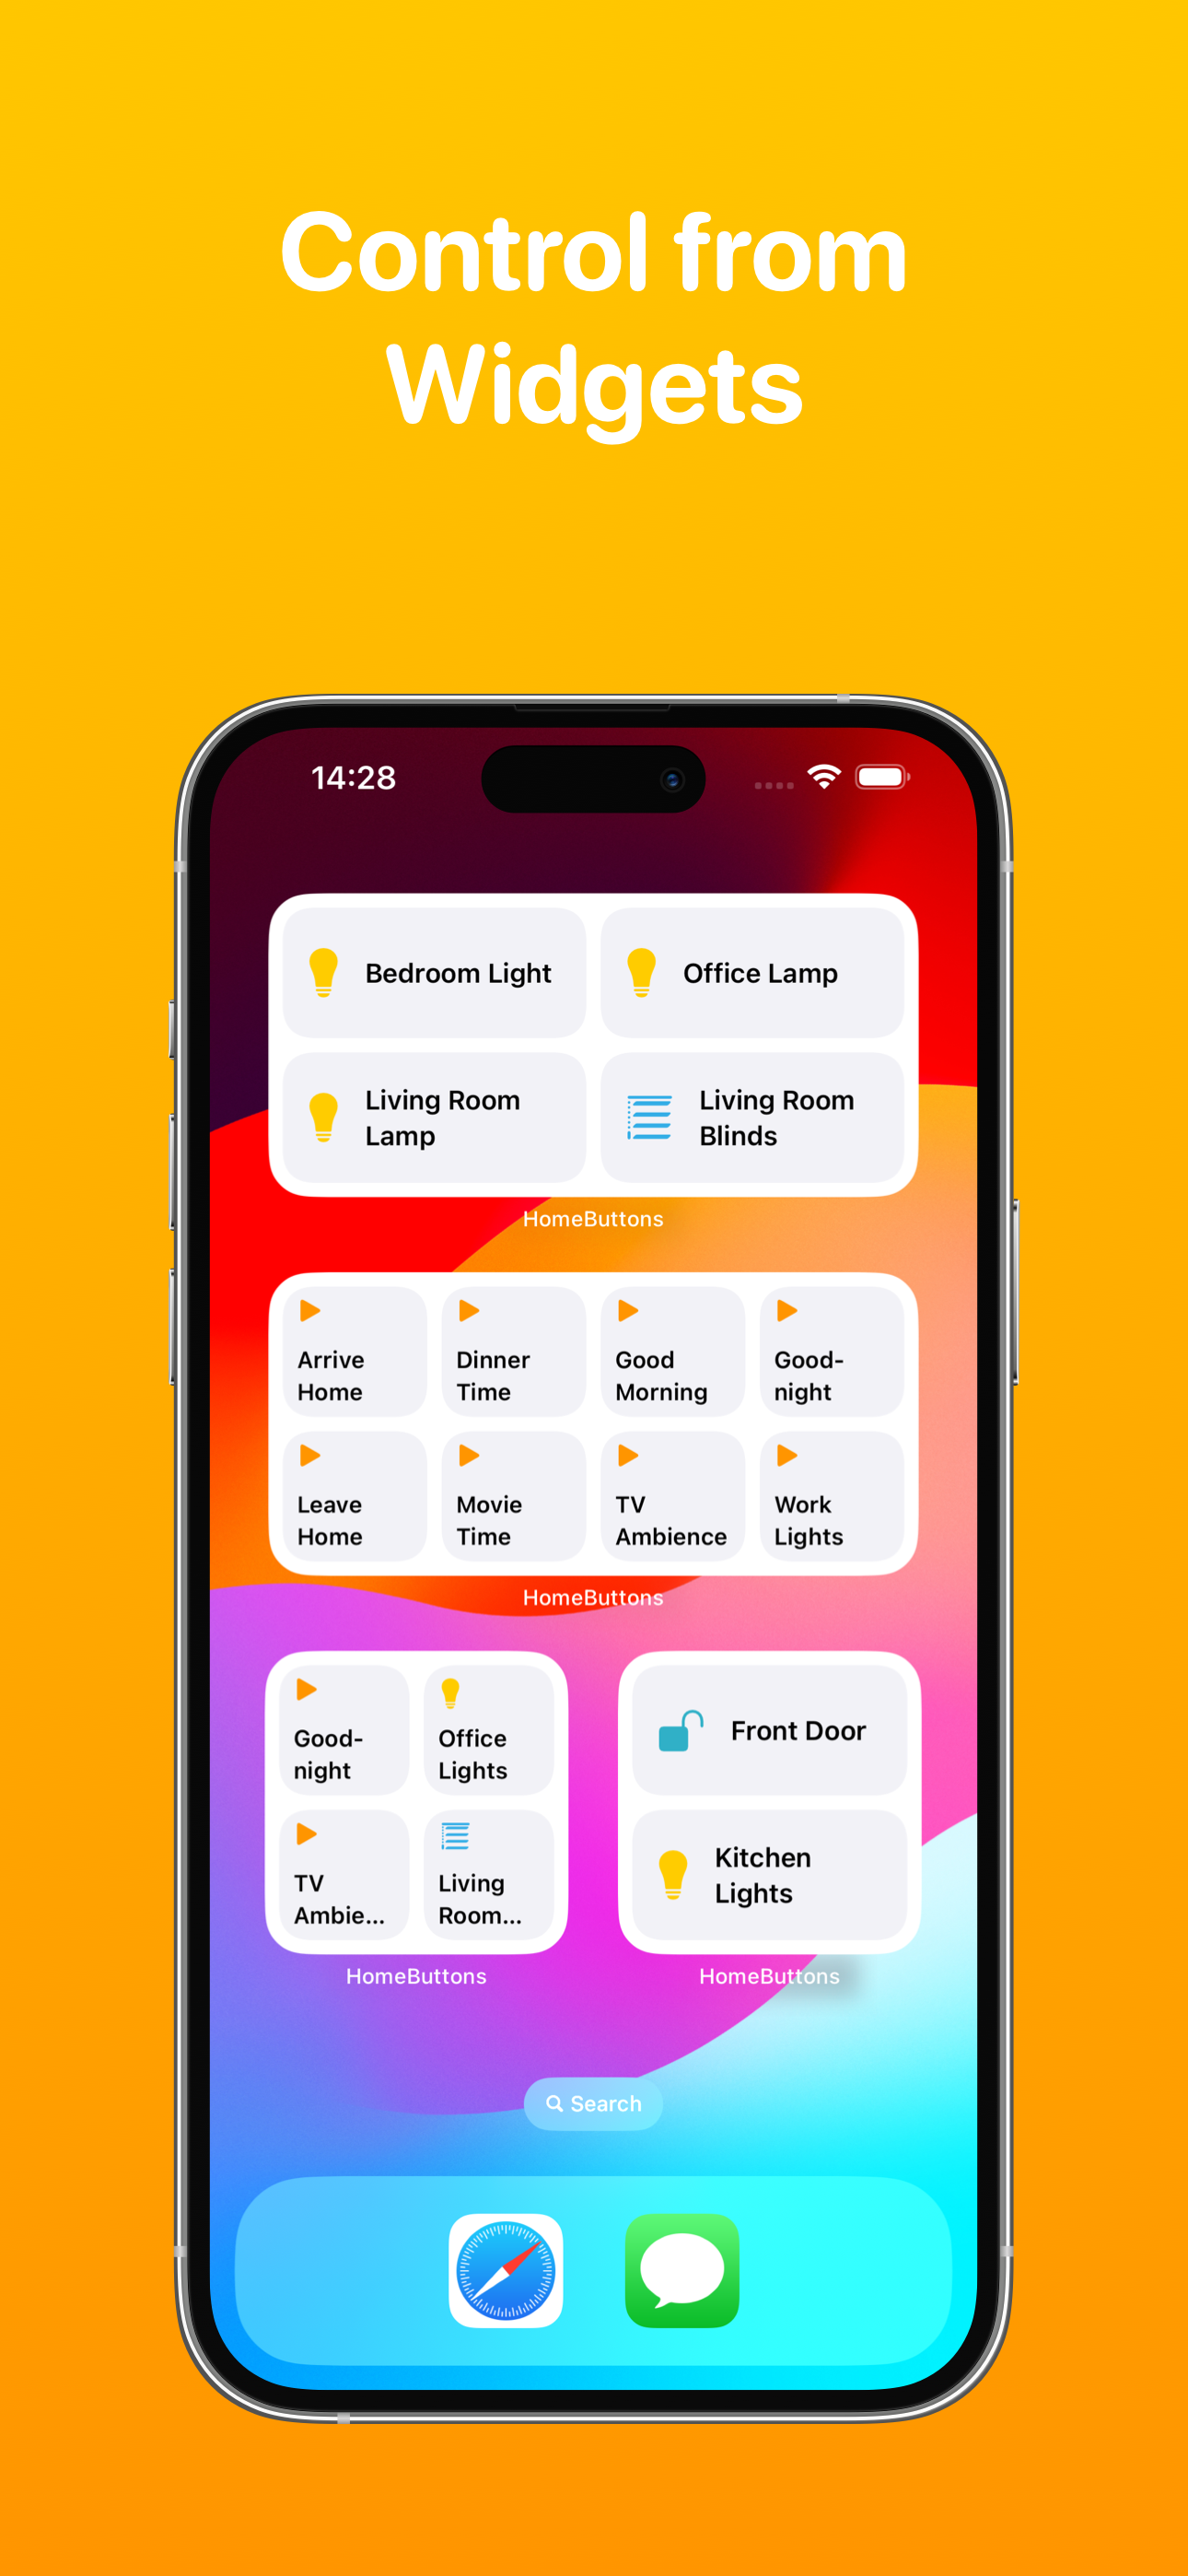 Control from
Widgets
14:28
Bedroom Light
Office Lamp
Living Room
Lamp
Living Room
Blinds
HomeButtons
Arrive
Home
Dinner
Time
Good
Morning
Good-
night
Leave
Home
Movie
Time
TV
Ambience
Work
Lights
HomeButtons
Good-
night
Office
Lights
TV
Ambie...
Living
Room...
HomeButtons
Front Door
Kitchen
Lights
HomeButtons
Search